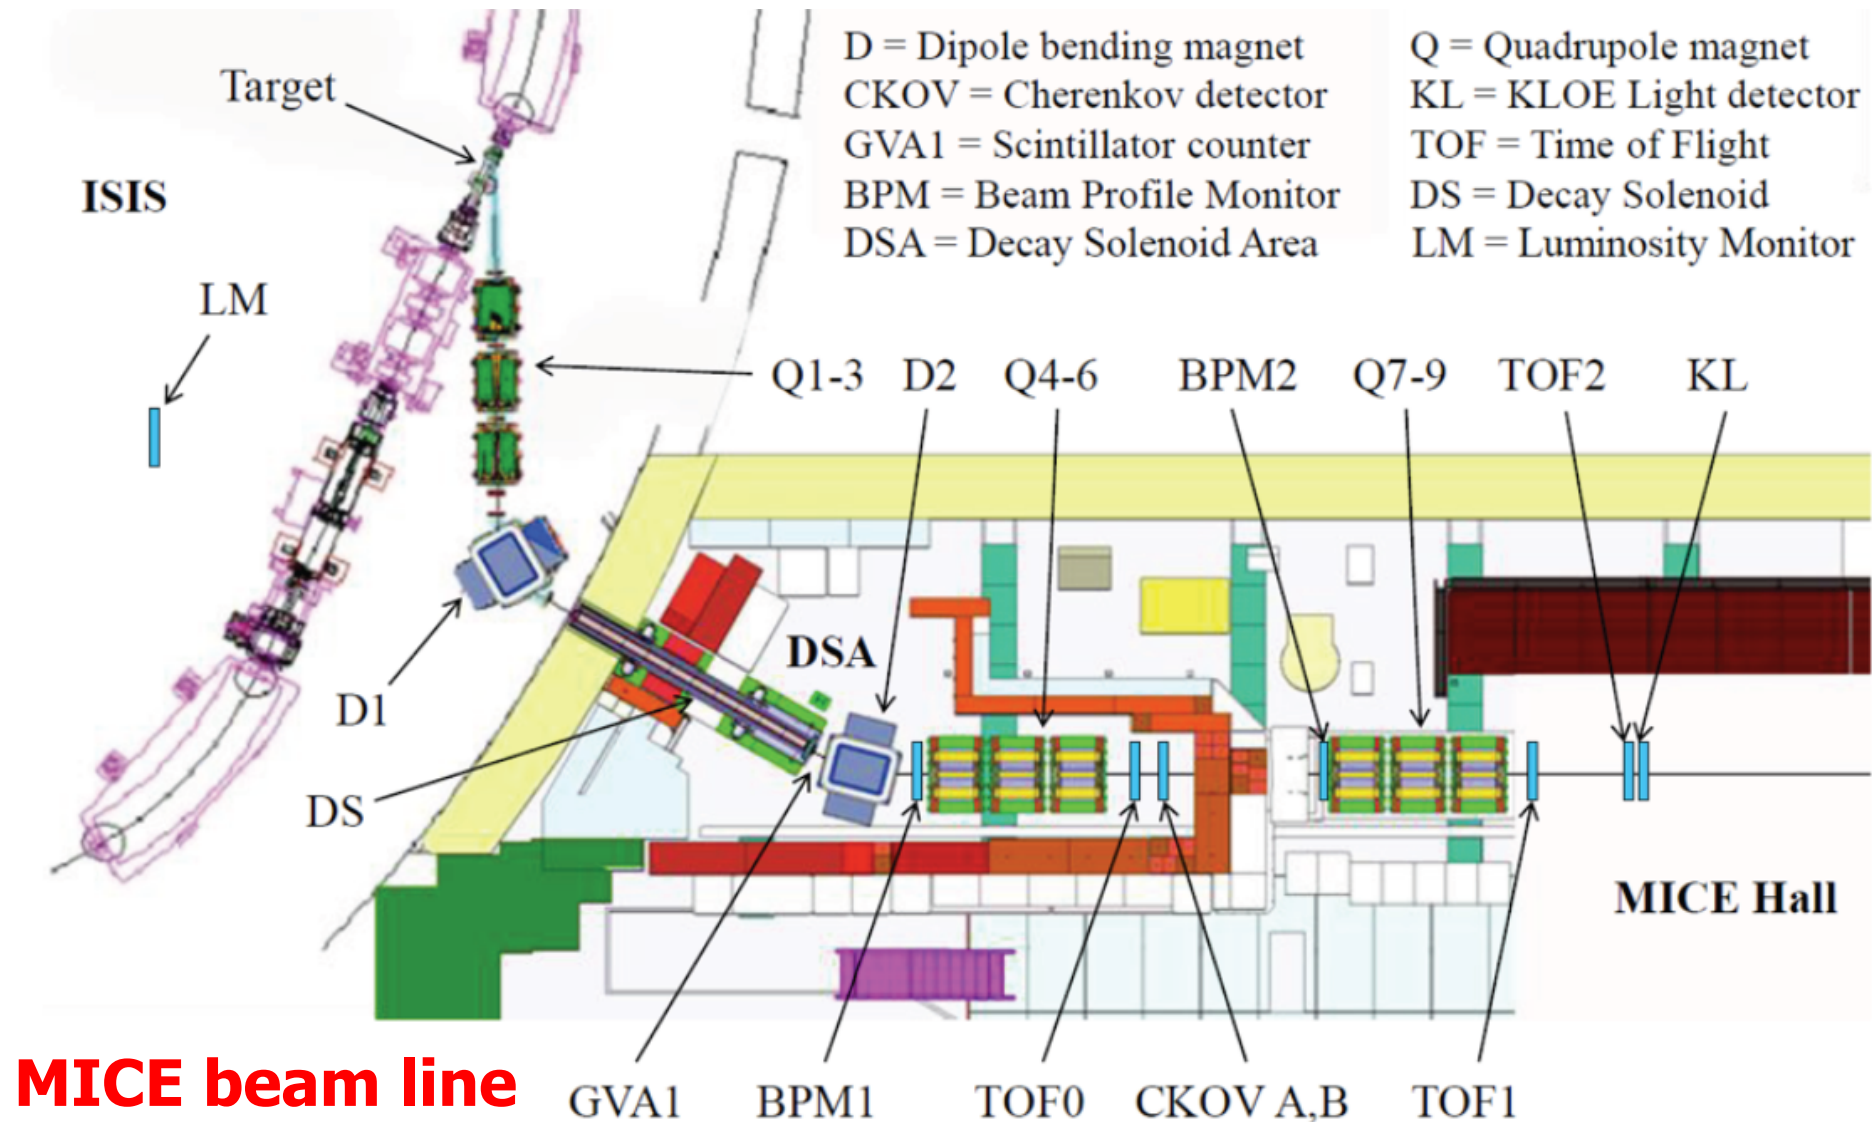 D = Dipole bending magnet
CKOV = Cherenkov detector
GVA1 = Scintillator counter
BPM = Beam Profile Monitor
DSA = Decay Solenoid Area
Q = Quadrupole magnet
KL = KLOE Light detector
TOF = Time of Flight
DS = Decay Solenoid
LM = Luminosity Monitor
Target
ISIS
LM
Q1-3
D2
Q4-6
BPM2
Q7-9
TOF2
KL
DSA
D1
DS
MICE Hall
MICE beam line
GVA1
BPM1
TOF0
CKOV A,B
TOF1